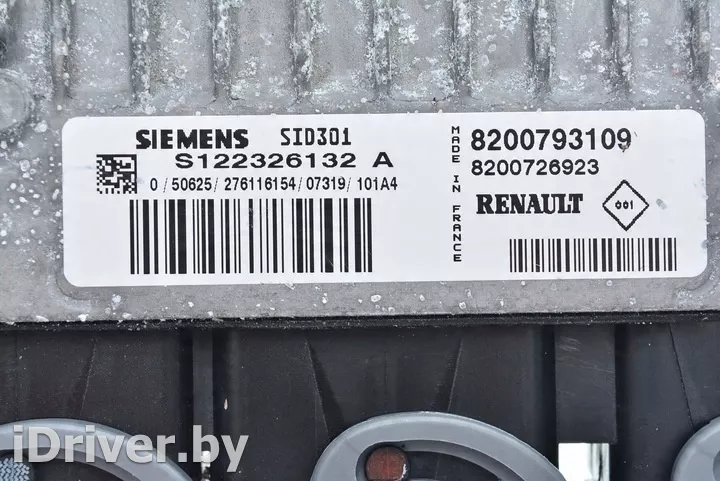 SIEMENS SID301
S122326132 A
0 / 50625/ 276116154/ 07319/ 101A4
MADE IN FRANCE
8200793109
8200726923
RENAULT 001
iDriver.by